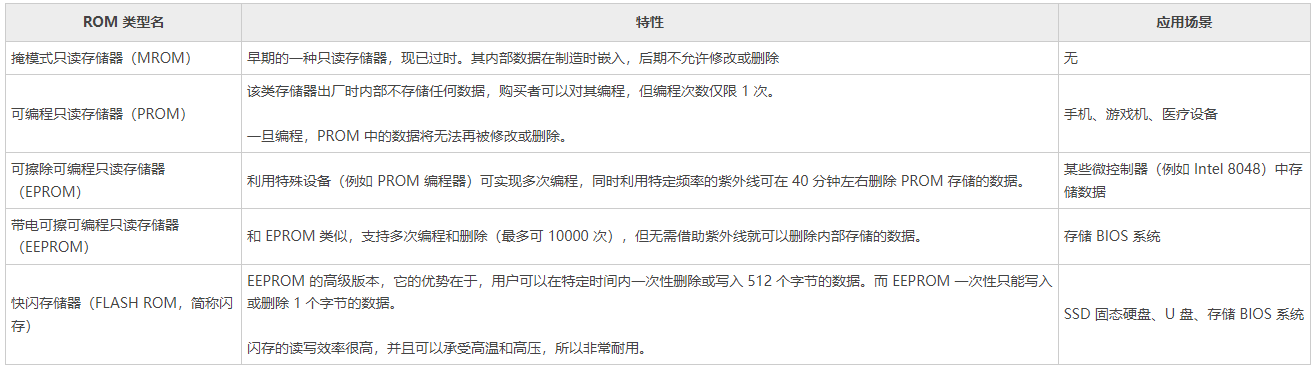 ROM 类型名
特性
应用场景
掩模式只读存储器（MROM）
早期的一种只读存储器，现已过时。其内部数据在制造时嵌入，后期不允许修改或删除
无
可编程只读存储器（PROM）
该类存储器出厂时内部不存储任何数据，购买者可以对其编程，但编程次数仅限 1 次。
一旦编程，PROM 中的数据将无法再被修改或删除。
手机、游戏机、医疗设备
可擦除可编程只读存储器
（EPROM）
利用特殊设备（例如 PROM 编程器）可实现多次编程，同时利用特定频率的紫外线可在 40 分钟左右删除 PROM 存储的数据。
某些微控制器（例如 Intel 8048）中存
储数据
带电可擦可编程只读存储器
（EEPROM）
和 EPROM 类似，支持多次编程和删除（最多可 10000 次），但无需借助紫外线就可以删除内部存储的数据。
存储 BIOS 系统
快闪存储器（FLASH ROM，简称闪
存）
EEPROM 的高级版本，它的优势在于，用户可以在特定时间内一次性删除或写入 512 个字节的数据。而 EEPROM 一次性只能写入
或删除 1 个字节的数据。
闪存的读写效率很高，并且可以承受高温和高压，所以非常耐用。
SSD 固态硬盘、U 盘、存储 BIOS 系统